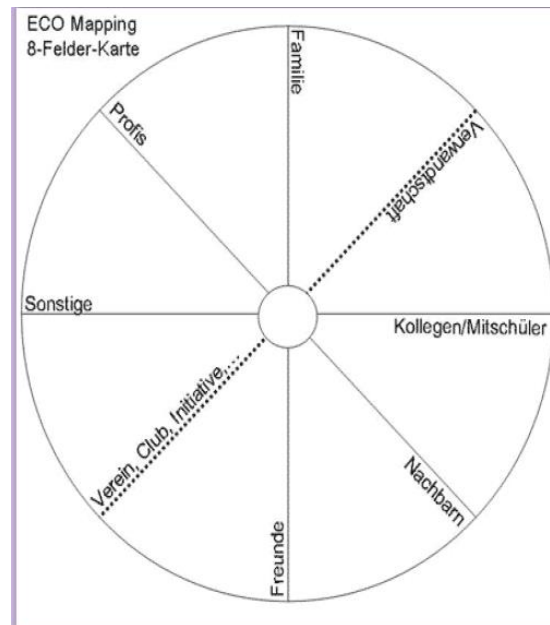 ECO Mapping
8-Felder-Karte
Familie
Verwandtschaft
Kollegen/Mitschüler
Nachbarn
Freunde
Verein, Club, Initiative,...
Sonstige
Profis